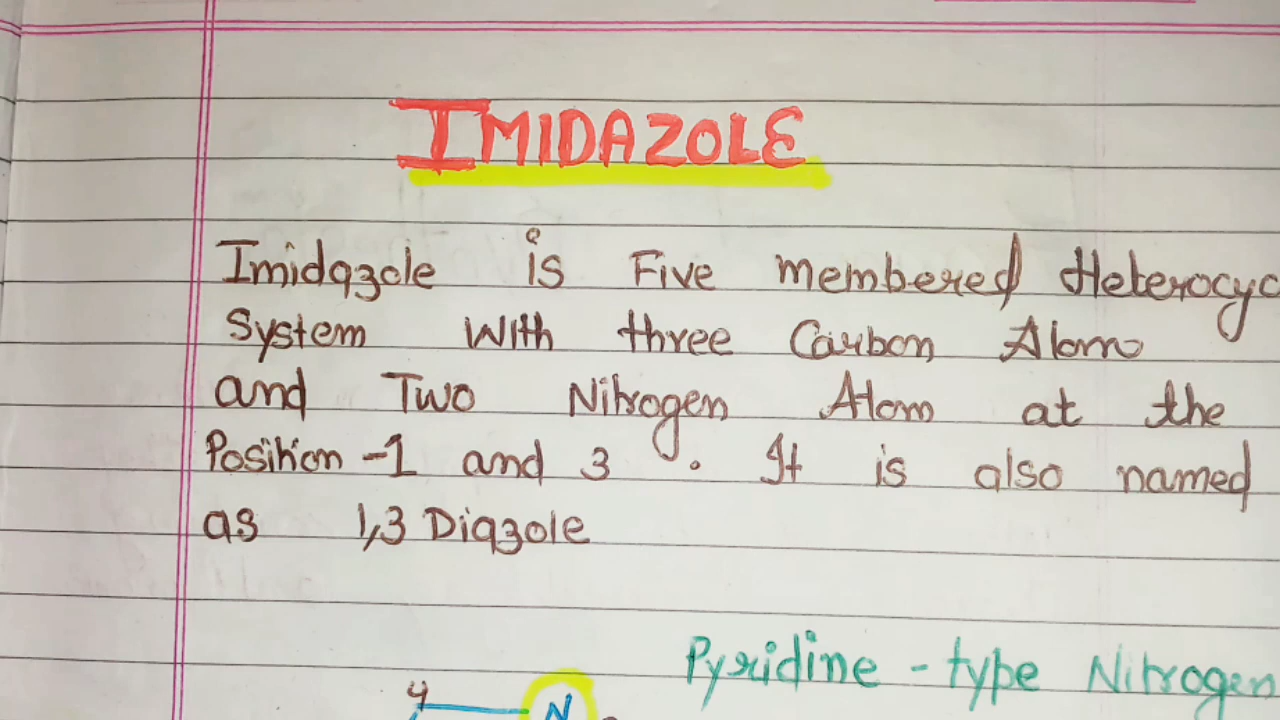 IMIDAZOLE
Imidazole is Five membered Heterocyc
System With three Carbon Atom
and Two Nitrogen Atom at the
Position -1 and 3 . It is also named
as 1,3 Diazole
Pyridine - type Nitrogen
4 N